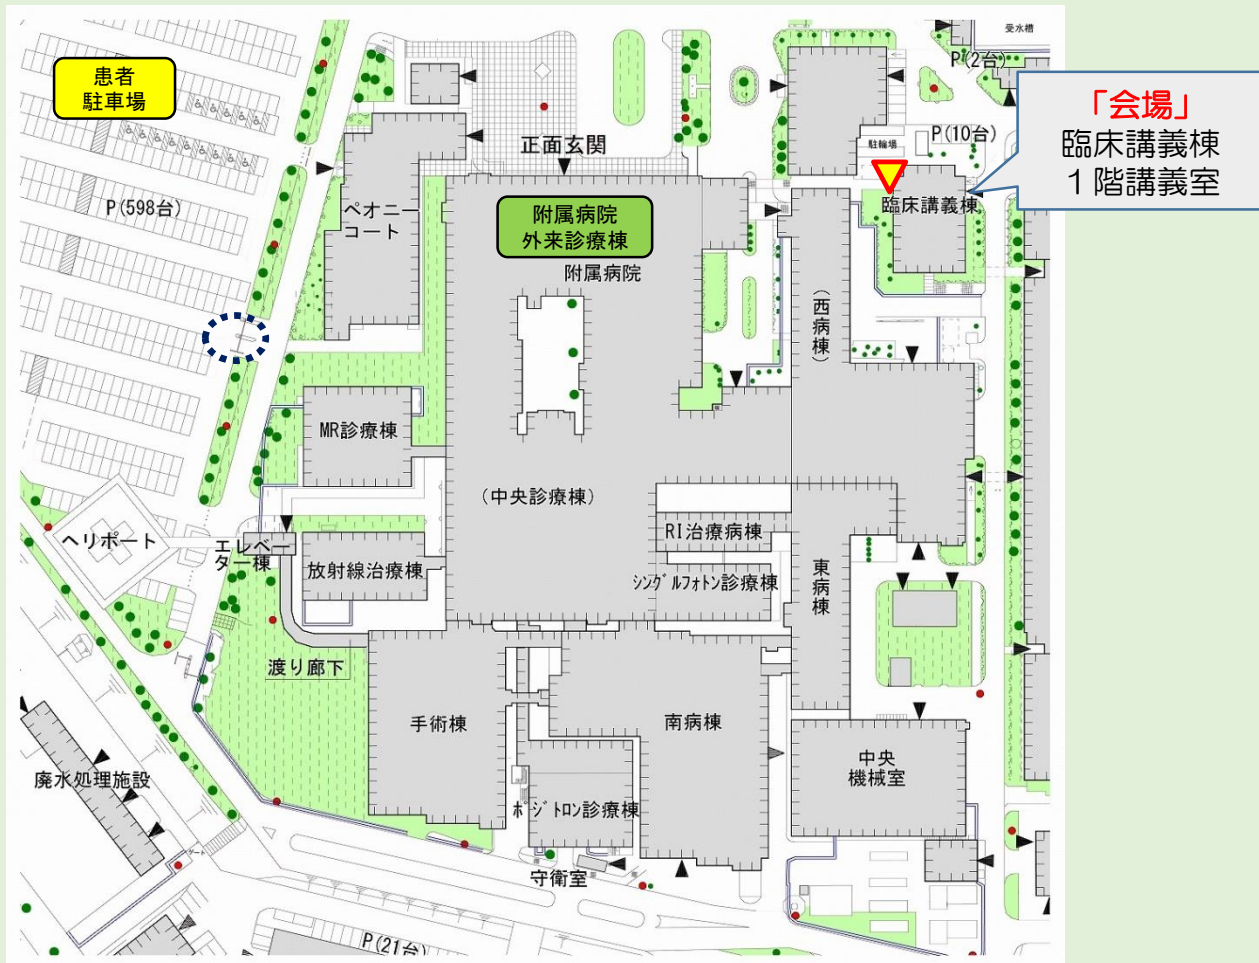 受水槽
患者
駐車場
P(2台)
「会場」
臨床講義棟
1階講義室
P(10台)
駐輪場
正面玄関
P(598台)
ペオニー
コート
附属病院
外来診療棟
附属病院
臨床講義棟
(西病棟)
MR診療棟
(中央診療棟)
RI治療病棟
シングルフォトン診療棟
東病棟
ヘリポート
エレベー
ター棟
放射線治療棟
渡り廊下
手術棟
南病棟
中央
機械室
廃水処理施設
ポジトロン診療棟
ゲート
守衛室
P(21台)